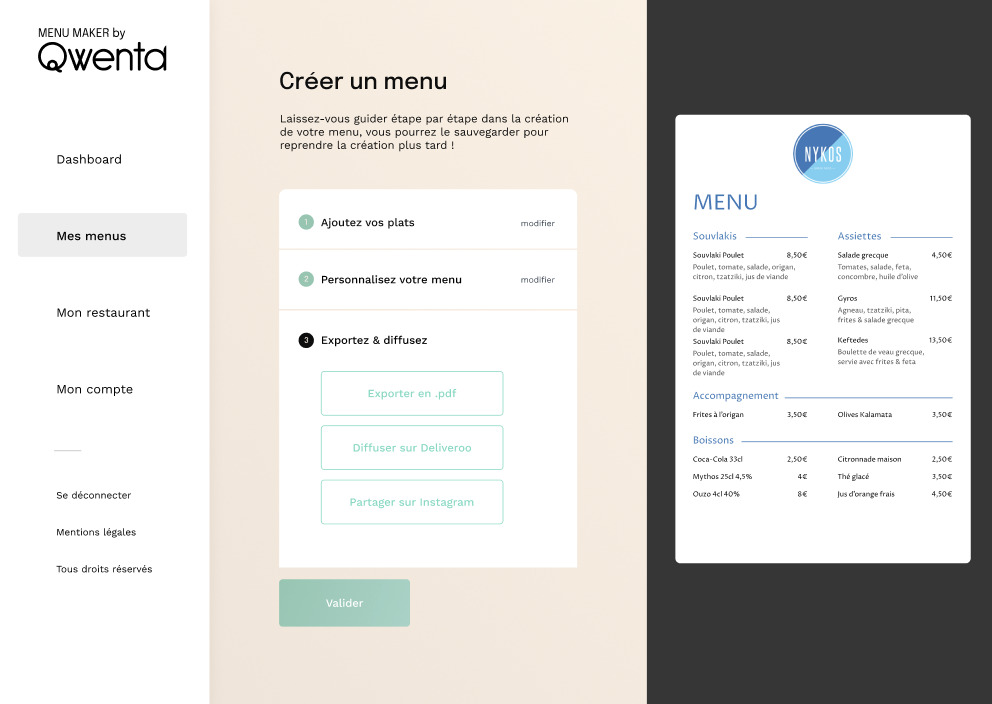 MENU MAKER by
Qwenta
Dashboard
Mes menus
Mon restaurant
Mon compte
Se déconnecter
Mentions légales
Tous droits réservés
Créer un menu
Laissez-vous guider étape par étape dans la création
de votre menu, vous pourrez le sauvegarder pour
reprendre la création plus tard !
1 Ajoutez vos plats modifier
2 Personnalisez votre menu modifier
3 Exportez & diffusez
Exporter en .pdf
Diffuser sur Deliveroo
Partager sur Instagram
Valider
NYKOS
MENU
Souvlakis
Souvlaki Poulet 8,50€
Poulet, tomate, salade, origan,
citron, tzatziki, jus de viande
Souvlaki Poulet 8,50€
Poulet, tomate, salade,
origan, citron, tzatziki, jus
de viande
Souvlaki Poulet 8,50€
Poulet, tomate, salade,
origan, citron, tzatziki, jus
de viande
Assiettes
Salade grecque 4,50€
Tomates, salade, feta,
concombre, huile d'olive
Gyros 11,50€
Agneau, tzatziki, pita,
frites & salade grecque
Keftedes 13,50€
Boulette de veau grecque,
servie avec frites & feta
Accompagnement
Frites à l'origan 3,50€ Olives Kalamata 3,50€
Boissons
Coca-Cola 33cl 2,50€ Citronnade maison 2,50€
Mythos 25cl 4,5% 4€ Thé glacé 3,50€
Ouzo 4cl 40% 8€ Jus d'orange frais 4,50€